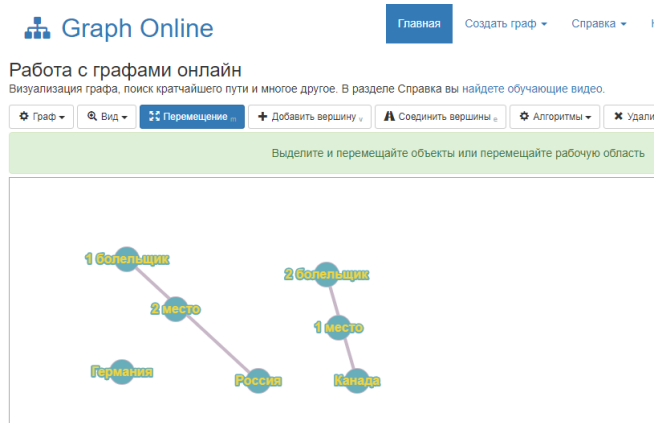 Graph Online
Главная Создать граф Справка
Работа с графами онлайн
Визуализация графа, поиск кратчайшего пути и многое другое. В разделе Справка вы найдете обучающие видео.
Граф Вид Перемещение m Добавить вершину v Соединить вершины e Алгоритмы Удали
Выделите и перемещайте объекты или перемещайте рабочую область
1 болельщик
2 болельщик
2 место
1 место
Германия
Россия
Канада